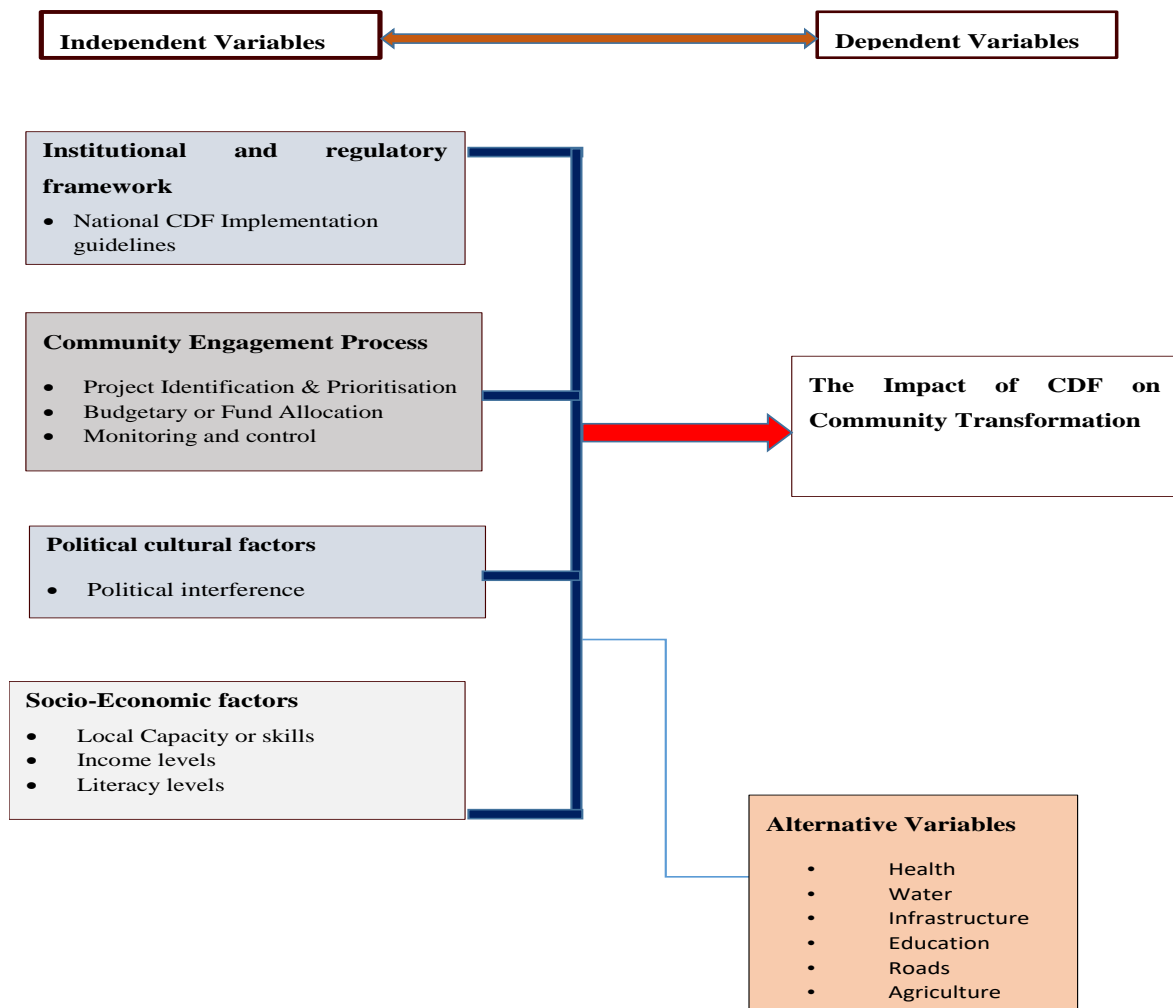 Independent Variables
Dependent Variables
Institutional and regulatory
framework
• National CDF Implementation
guidelines
Community Engagement Process
• Project Identification & Prioritisation
• Budgetary or Fund Allocation
• Monitoring and control
The Impact of CDF on
Community Transformation
Political cultural factors
• Political interference
Socio-Economic factors
• Local Capacity or skills
• Income levels
• Literacy levels
Alternative Variables
• Health
• Water
• Infrastructure
• Education
• Roads
• Agriculture